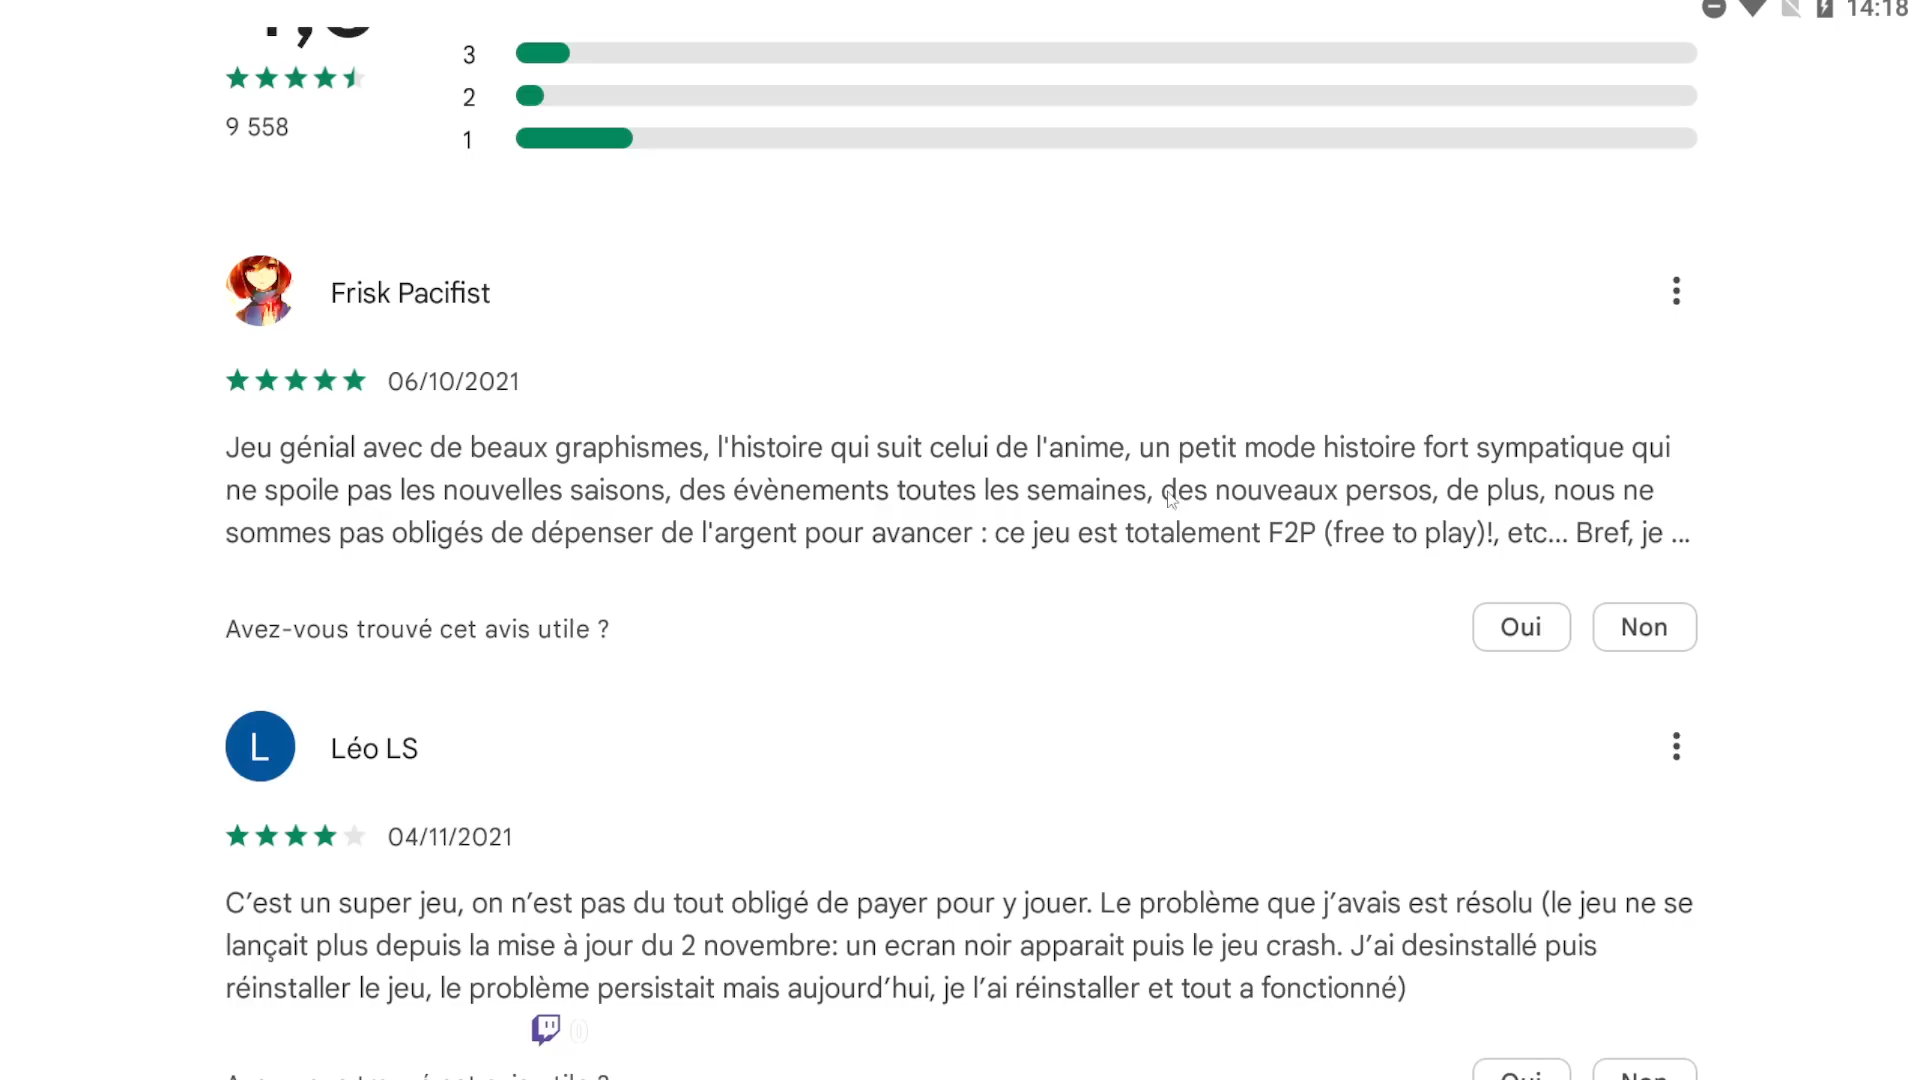 14:18
3
2
9 558
1
Frisk Pacifist
06/10/2021
Jeu génial avec de beaux graphismes, l'histoire qui suit celui de l'anime, un petit mode histoire fort sympatique qui
ne spoile pas les nouvelles saisons, des évènements toutes les semaines, des nouveaux persos, de plus, nous ne
sommes pas obligés de dépenser de l'argent pour avancer : ce jeu est totalement F2P (free to play)!, etc... Bref, je ...
Avez-vous trouvé cet avis utile ?
Oui Non
L Léo LS
04/11/2021
C’est un super jeu, on n’est pas du tout obligé de payer pour y jouer. Le problème que j’avais est résolu (le jeu ne se
lançait plus depuis la mise à jour du 2 novembre: un ecran noir apparait puis le jeu crash. J’ai desinstallé puis
réinstaller le jeu, le problème persistait mais aujourd’hui, je l’ai réinstaller et tout a fonctionné)
0
Oui Non